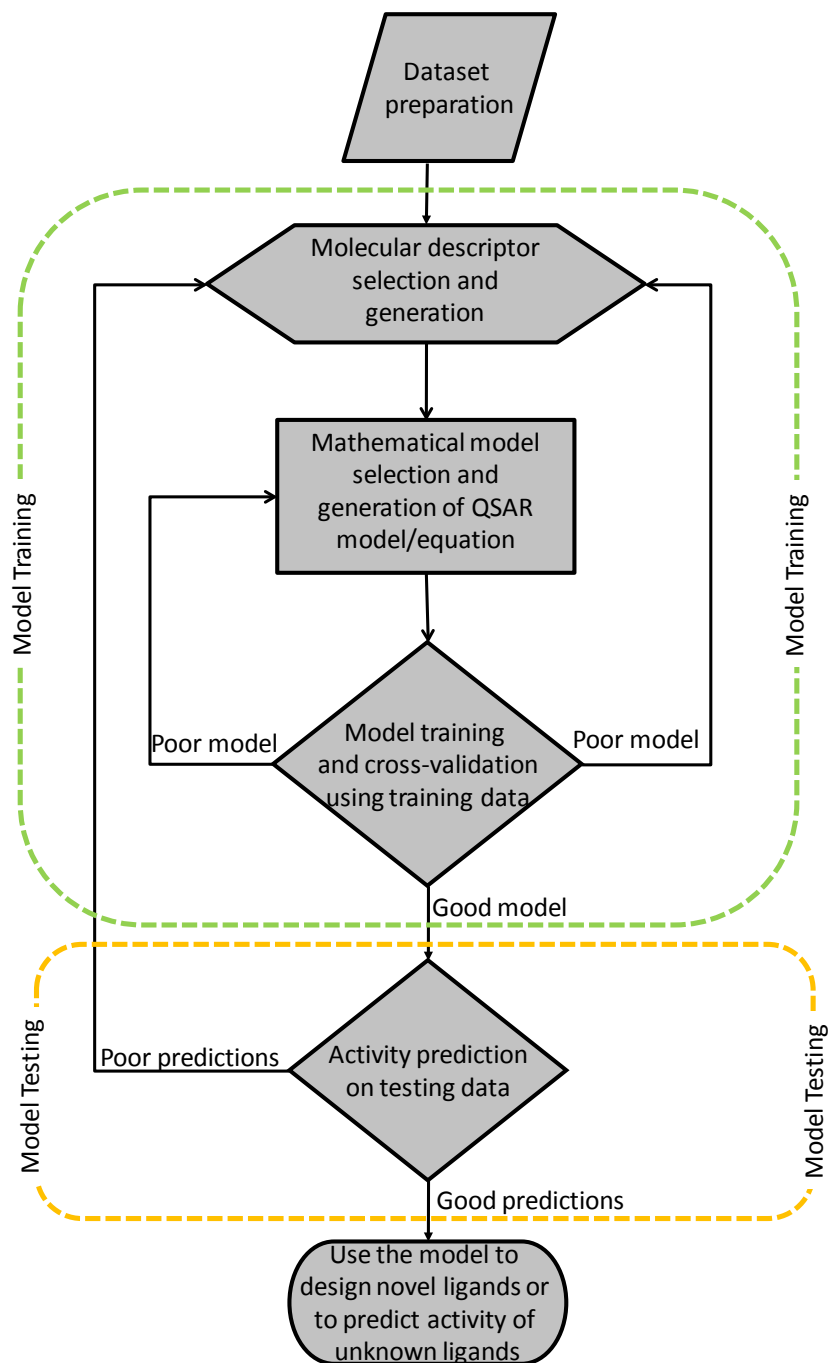 Dataset
preparation
Molecular descriptor
selection and
generation
Mathematical model
selection and
generation of QSAR
model/equation
Model Training
Model Training
Poor model
Model training
and cross-validation
using training data
Poor model
Good model
Poor predictions
Activity prediction
on testing data
Model Testing
Model Testing
Good predictions
Use the model to
design novel ligands or
to predict activity of
unknown ligands